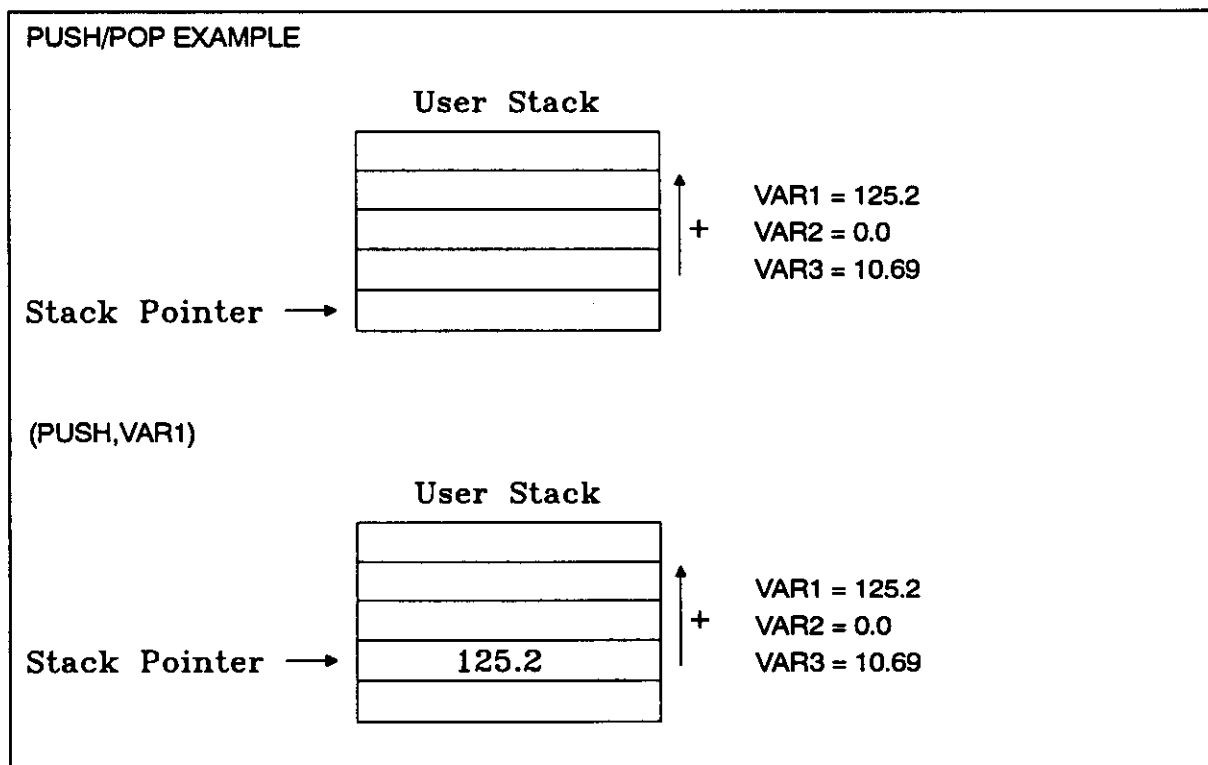 PUSH/POP EXAMPLE
User Stack
VAR1 = 125.2
+ VAR2 = 0.0
VAR3 = 10.69
Stack Pointer
(PUSH,VAR1)
User Stack
VAR1 = 125.2
+ VAR2 = 0.0
Stack Pointer 125.2 VAR3 = 10.69